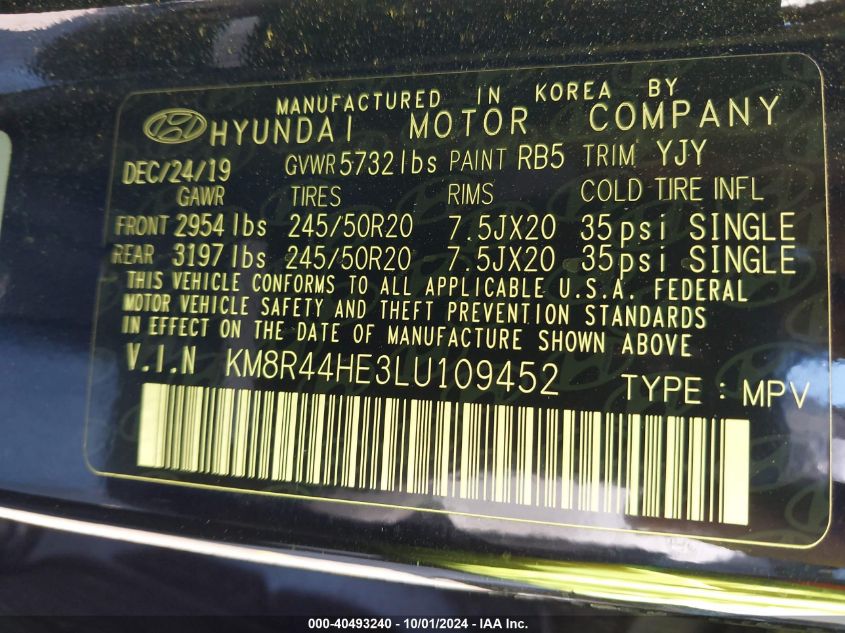 MANUFACTURED IN KOREA BY
HYUNDAI MOTOR COMPANY
DEC/24/19 GVWR 5732 lbs PAINT RB5 TRIM YJY
GAWR TIRES RIMS COLD TIRE INFL
FRONT 2954 lbs 245/50R20 7.5JX20 35psi SINGLE
REAR 3197 lbs 245/50R20 7.5JX20 35psi SINGLE
THIS VEHICLE CONFORMS TO ALL APPLICABLE U.S.A. FEDERAL
MOTOR VEHICLE SAFETY AND THEFT PREVENTION STANDARDS
IN EFFECT ON THE DATE OF MANUFACTURE SHOWN ABOVE
V.I.N KM8R44HE3LU109452 TYPE : MPV
000-40493240 - 10/01/2024 - IAA Inc.